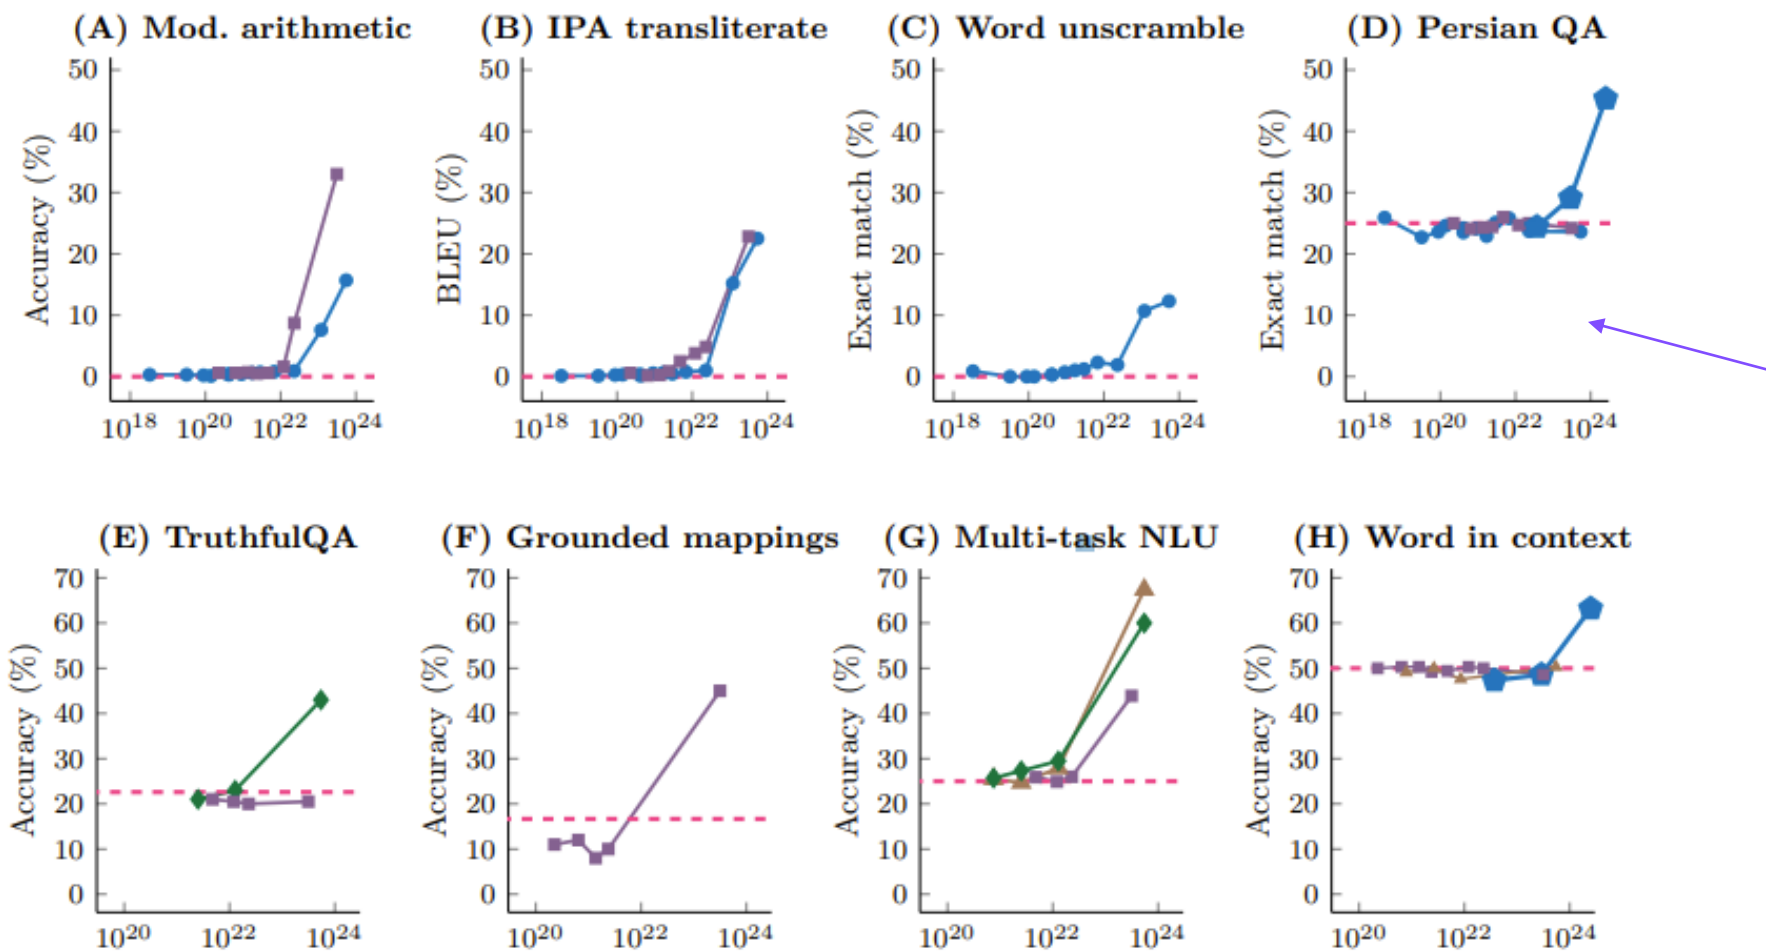 (A) Mod. arithmetic
(B) IPA transliterate
(C) Word unscramble
(D) Persian QA
Accuracy (%)
50
40
30
20
10
0
10^18 10^20 10^22 10^24
BLEU (%)
50
40
30
20
10
0
10^18 10^20 10^22 10^24
Exact match (%)
50
40
30
20
10
0
10^18 10^20 10^22 10^24
Exact match (%)
50
40
30
20
10
0
10^18 10^20 10^22 10^24
(E) TruthfulQA
(F) Grounded mappings
(G) Multi-task NLU
(H) Word in context
Accuracy (%)
70
60
50
40
30
20
10
0
10^20 10^22 10^24
Accuracy (%)
70
60
50
40
30
20
10
0
10^20 10^22 10^24
Accuracy (%)
70
60
50
40
30
20
10
0
10^20 10^22 10^24
Accuracy (%)
70
60
50
40
30
20
10
0
10^20 10^22 10^24